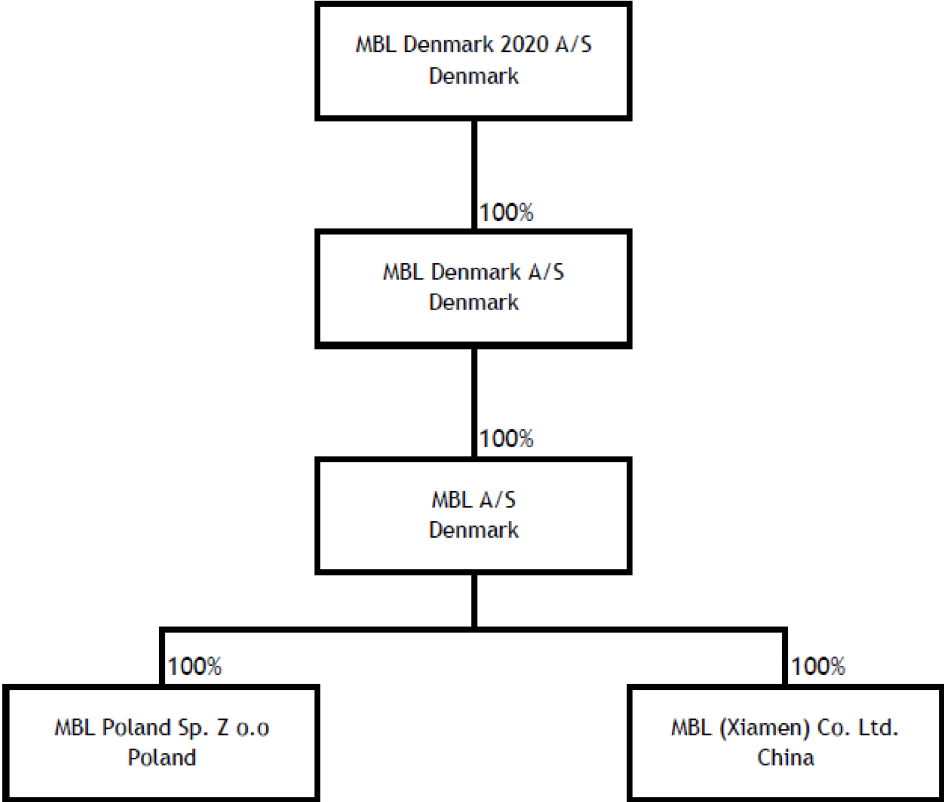 MBL Denmark 2020 A/S
Denmark
100%
MBL Denmark A/S
Denmark
100%
MBL A/S
Denmark
100%
100%
MBL Poland Sp. Z o.o
Poland
MBL (Xiamen) Co. Ltd.
China